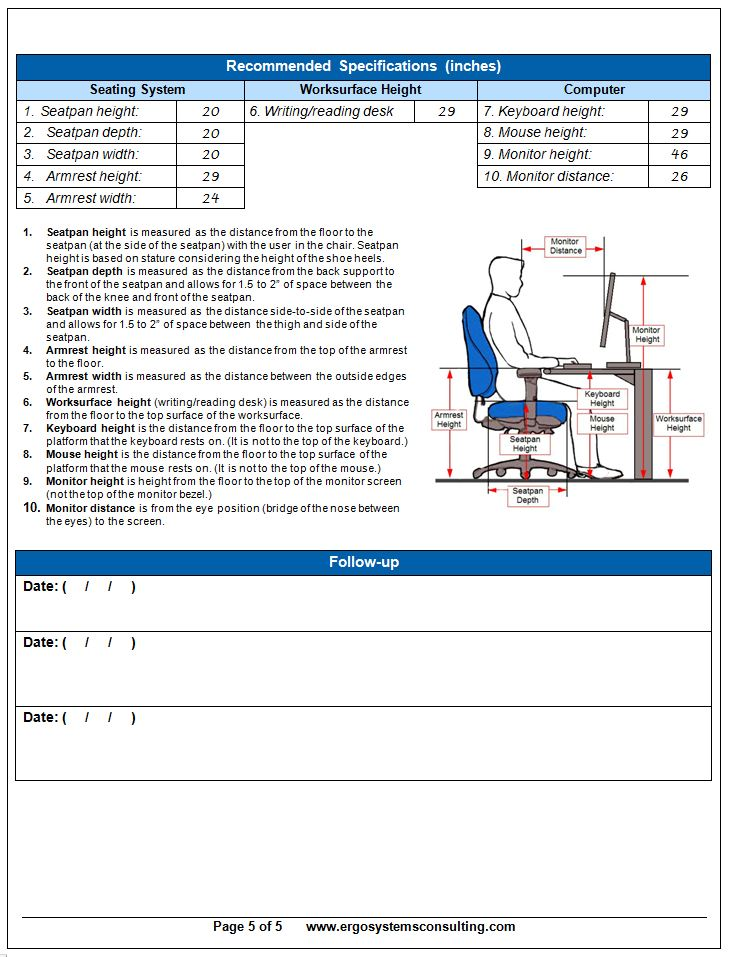 Recommended Specifications (inches)
Seating System Worksurface Height Computer
1. Seatpan height: 20 6. Writing/reading desk 29 7. Keyboard height: 29
2. Seatpan depth: 20 8. Mouse height: 29
3. Seatpan width: 20 9. Monitor height: 46
4. Armrest height: 29 10. Monitor distance: 26
5. Armrest width: 24
1. Seatpan height is measured as the distance from the floor to the
seatpan (at the side of the seatpan) with the user in the chair. Seatpan
height is based on stature considering the height of the shoe heels.
2. Seatpan depth is measured as the distance from the back support to
the front of the seatpan and allows for 1.5 to 2” of space between the
back of the knee and front of the seatpan.
3. Seatpan width is measured as the distance side-to-side of the seatpan
and allows for 1.5 to 2” of space between the thigh and side of the
seatpan.
4. Armrest height is measured as the distance from the top of the armrest
to the floor.
5. Armrest width is measured as the distance between the outside edges
of the armrest.
6. Worksurface height (writing/reading desk) is measured as the distance
from the floor to the top surface of the worksurface.
7. Keyboard height is the distance from the floor to the top surface of the
platform that the keyboard rests on. (It is not to the top of the keyboard.)
8. Mouse height is the distance from the floor to the top surface of the
platform that the mouse rests on. (It is not to the top of the mouse.)
9. Monitor height is height from the floor to the top of the monitor screen
(not the top of the monitor bezel.)
10. Monitor distance is from the eye position (bridge of the nose between
the eyes) to the screen.
Monitor
Distance
Monitor
Height
Keyboard
Height
Mouse
Height
Armrest
Height
Worksurface
Height
Seatpan
Height
Seatpan
Depth
Follow-up
Date: ( / / )
Date: ( / / )
Date: ( / / )
Page 5 of 5 www.ergosystemsconsulting.com